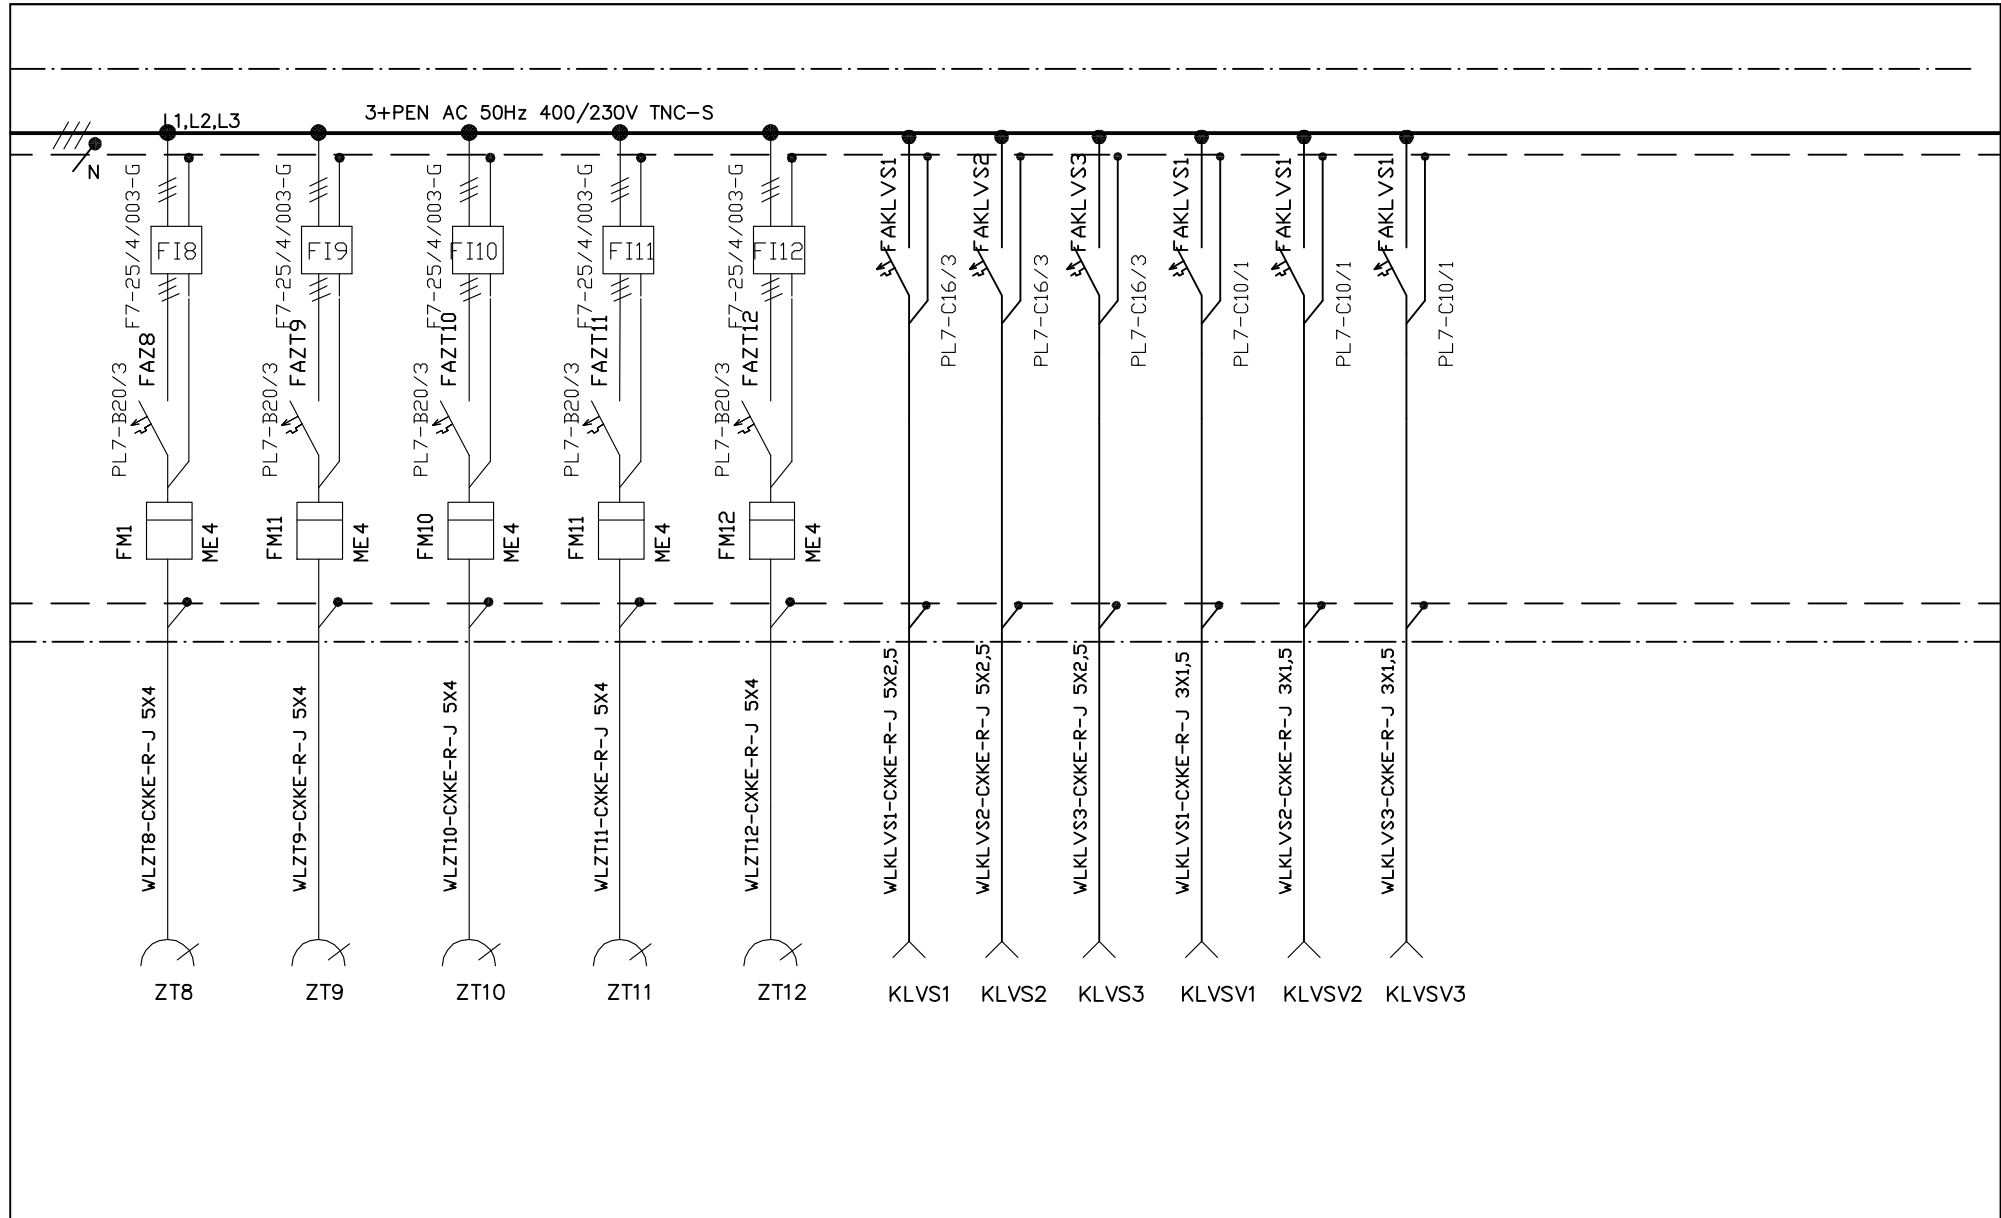 3+PEN AC 50Hz 400/230V TNC-S
L1,L2,L3
N
F7-25/4/003-G
FI8
FAZ8
PL7-B20/3
FM1
ME4
WLZT8-CXKE-R-J 5X4
ZT8
F7-25/4/003-G
FI9
FAZT9
PL7-B20/3
FM11
ME4
WLZT9-CXKE-R-J 5X4
ZT9
F7-25/4/003-G
FI10
FAZT10
PL7-B20/3
FM10
ME4
WLZT10-CXKE-R-J 5X4
ZT10
F7-25/4/003-G
FI11
FAZT11
PL7-B20/3
FM11
ME4
WLZT11-CXKE-R-J 5X4
ZT11
F7-25/4/003-G
FI12
FAZT12
PL7-B20/3
FM12
ME4
WLZT12-CXKE-R-J 5X4
ZT12
FAKLVS1
PL7-C16/3
WLKLVS1-CXKE-R-J 5X2,5
KLVS1
FAKLVS2
PL7-C16/3
WLKLVS2-CXKE-R-J 5X2,5
KLVS2
FAKLVS3
PL7-C16/3
WLKLVS3-CXKE-R-J 5X2,5
KLVS3
FAKLVS1
PL7-C10/1
WLKLVS1-CXKE-R-J 3X1,5
KLVSV1
FAKLVS1
PL7-C10/1
WLKLVS2-CXKE-R-J 3X1,5
KLVSV2
FAKLVS1
PL7-C10/1
WLKLVS3-CXKE-R-J 3X1,5
KLVSV3